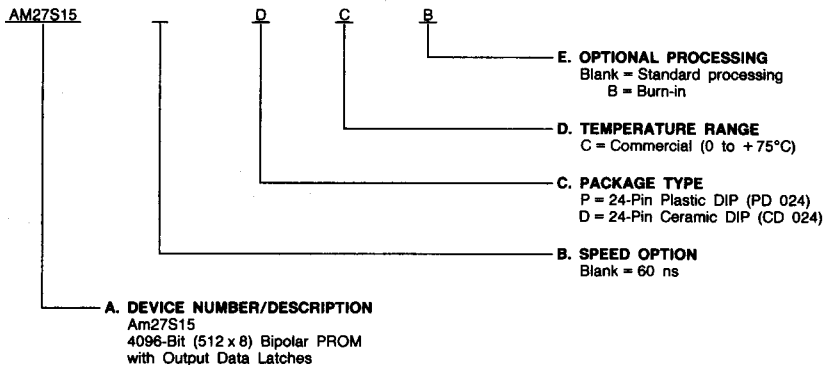 AM27S15 D C B
E. OPTIONAL PROCESSING
Blank = Standard processing
B = Burn-in
D. TEMPERATURE RANGE
C = Commercial (0 to +75°C)
C. PACKAGE TYPE
P = 24-Pin Plastic DIP (PD 024)
D = 24-Pin Ceramic DIP (CD 024)
B. SPEED OPTION
Blank = 60 ns
A. DEVICE NUMBER/DESCRIPTION
Am27S15
4096-Bit (512 x 8) Bipolar PROM
with Output Data Latches